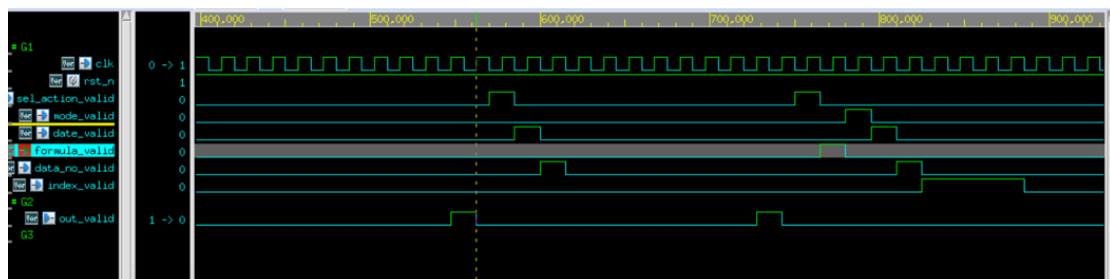 400,000 500,000 600,000 700,000 800,000 900,000
G1
clk 0 -> 1
rst_n 1
sel_action_valid 0
mode_valid 0
date_valid 0
formula_valid 0
data_no_valid 0
index_valid 0
G2
out_valid 1 -> 0
G3